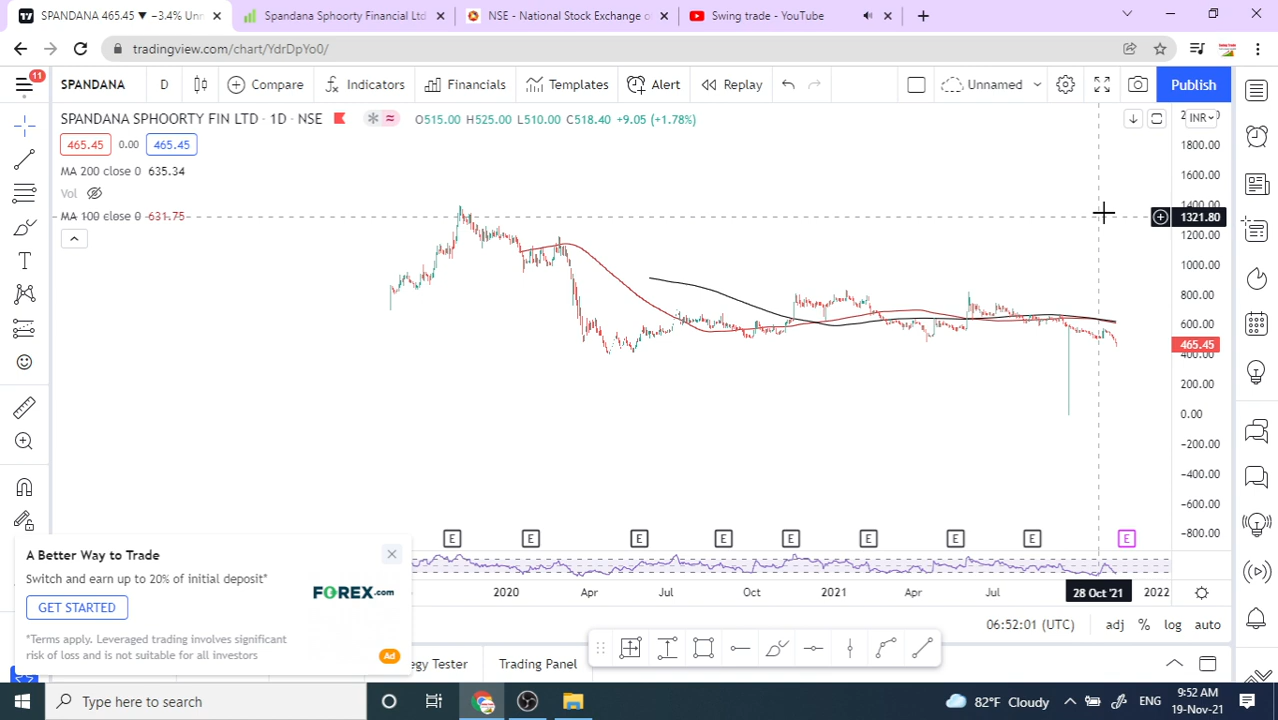 SPANDANA 465.45 ▼ −3.4% Unn
Spandana Sphoorty Financial Ltd
NSE - National Stock Exchange o
Swing trade - YouTube
tradingview.com/chart/YdrDpYo0/
11
SPANDANA
D
Compare
Indicators
Financials
Templates
Alert
Replay
Unnamed
Publish
SPANDANA SPHOORTY FIN LTD · 1D · NSE
O515.00 H525.00 L510.00 C518.40 +9.05 (+1.78%)
INR
465.45 0.00 465.45
MA 200 close 0 635.34
Vol
MA 100 close 0 631.75
1800.00
1600.00
1400.00
1321.80
1200.00
1000.00
800.00
600.00
465.45
400.00
200.00
0.00
−200.00
−400.00
−600.00
−800.00
E E E E E E E E E
A Better Way to Trade
Switch and earn up to 20% of initial deposit*
FOREX.com
GET STARTED
*Terms apply. Leveraged trading involves significant
risk of loss and is not suitable for all investors
Ad
2020 Apr Jul Oct 2021 Apr Jul 28 Oct '21 2022
06:52:01 (UTC) adj % log auto
egy Tester
Trading Panel
Type here to search
82°F Cloudy
ENG
9:52 AM
19-Nov-21